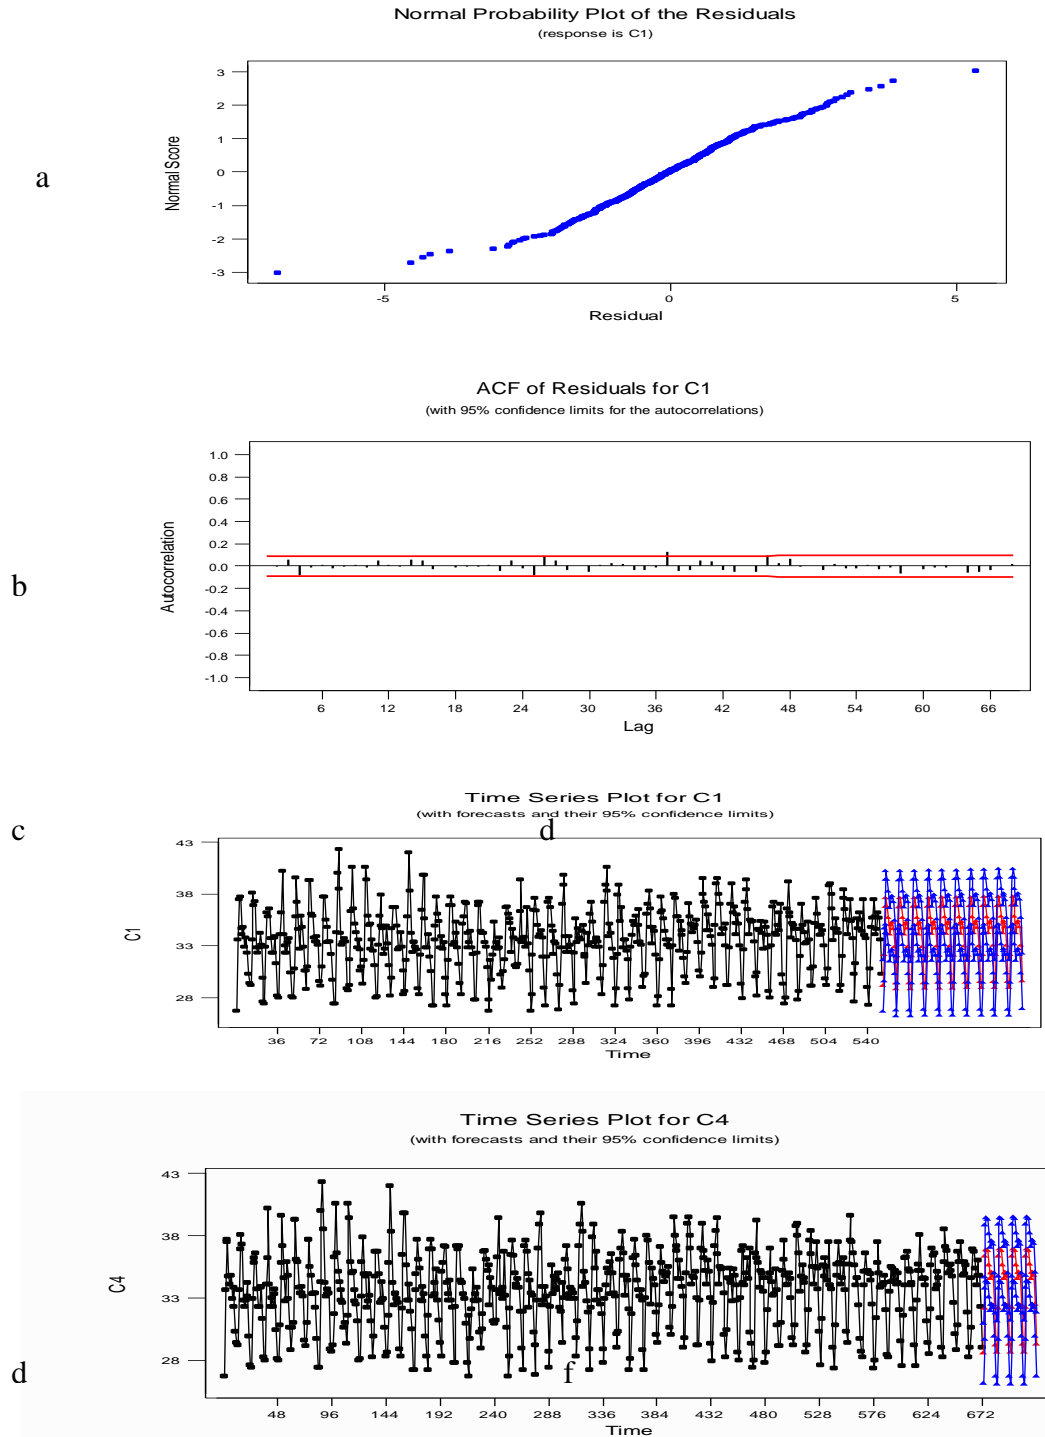 Normal Probability Plot of the Residuals
(response is C1)
3
2
1
0
-1
-2
-3
Normal Score
-5 0 5
Residual
a
ACF of Residuals for C1
(with 95% confidence limits for the autocorrelations)
1.0
0.8
0.6
0.4
0.2
0.0
-0.2
-0.4
-0.6
-0.8
-1.0
Autocorrelation
6 12 18 24 30 36 42 48 54 60 66
Lag
b
Time Series Plot for C1
(with forecasts and their 95% confidence limits)
c d
43
38
33
28
C1
36 72 108 144 180 216 252 288 324 360 396 432 468 504 540
Time
Time Series Plot for C4
(with forecasts and their 95% confidence limits)
43
38
33
28
C4
d f
48 96 144 192 240 288 336 384 432 480 528 576 624 672
Time